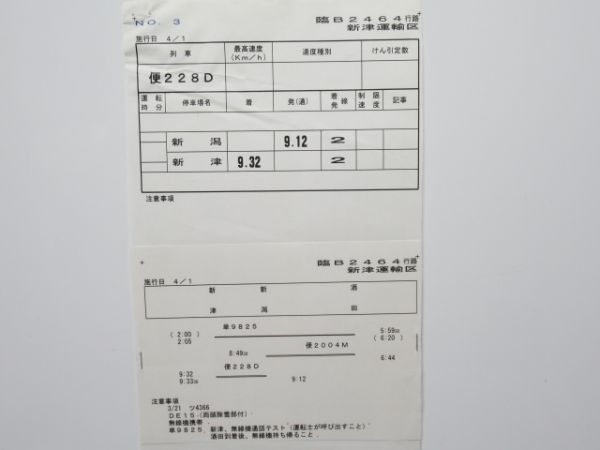 NO. 3
臨B2464行路
新津運輸区
施行日 4/1
列車 最高速度(Km/h) 速度種別 けん引定数
便228D
運転時分 停車場名 着 発(通) 着発線 制限速度 記事
新潟 9.12 2
新津 9.32 2
注意事項
臨B2464行路
新津運輸区
施行日 4/1
新津 新潟 酒田
単9825
(2:00) 5:59
2:05 (6:20)
便2004M
8:49 6:44
便228D
9:32 9:12
9:33
注意事項
3/21 ツ4366
DE15(両頭除雪部付)
無線機携帯
単9825、新津、無線機通話テスト(運転士が呼び出すこと)
酒田到着後、無線機持ち帰ること